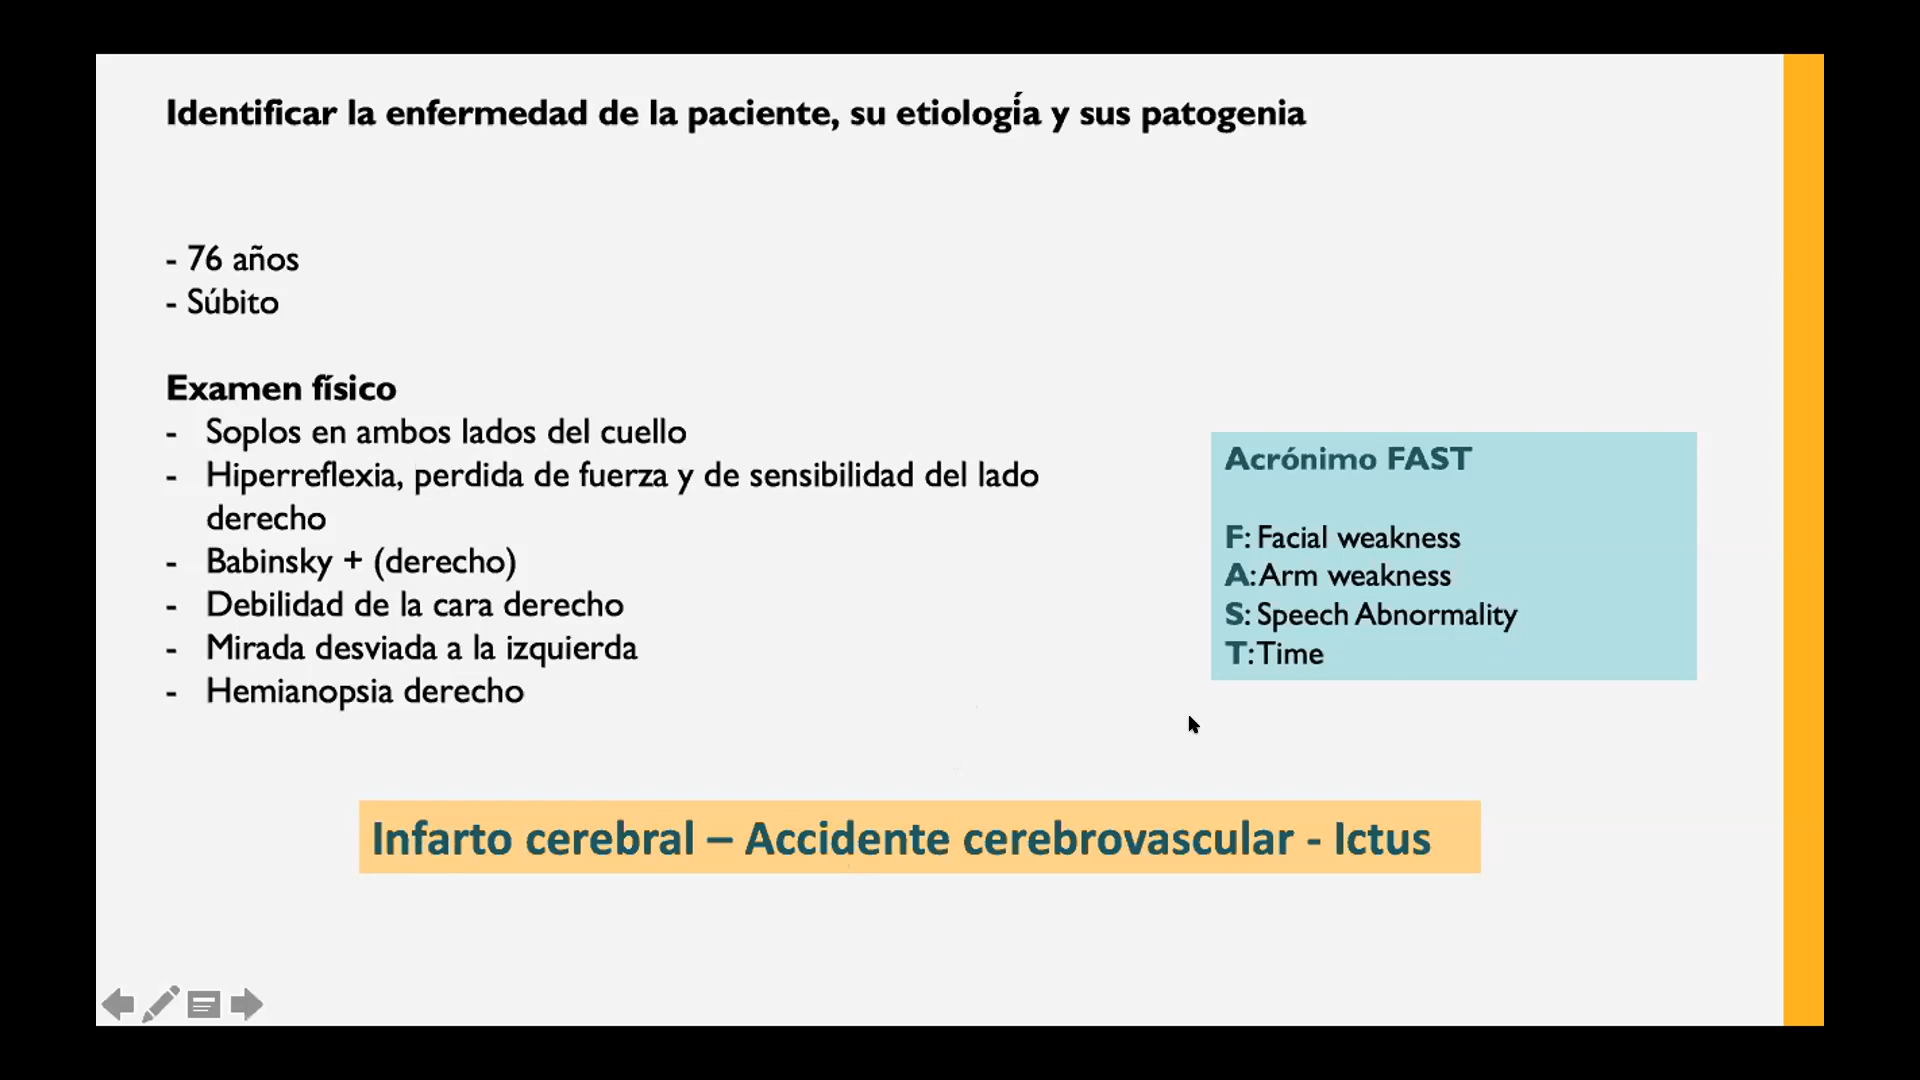 Identificar la enfermedad de la paciente, su etiología y sus patogenia
- 76 años
- Súbito
Examen físico
- Soplos en ambos lados del cuello
- Hiperreflexia, perdida de fuerza y de sensibilidad del lado
derecho
- Babinsky + (derecho)
- Debilidad de la cara derecho
- Mirada desviada a la izquierda
- Hemianopsia derecho
Acrónimo FAST
F: Facial weakness
A: Arm weakness
S: Speech Abnormality
T: Time
Infarto cerebral – Accidente cerebrovascular - Ictus